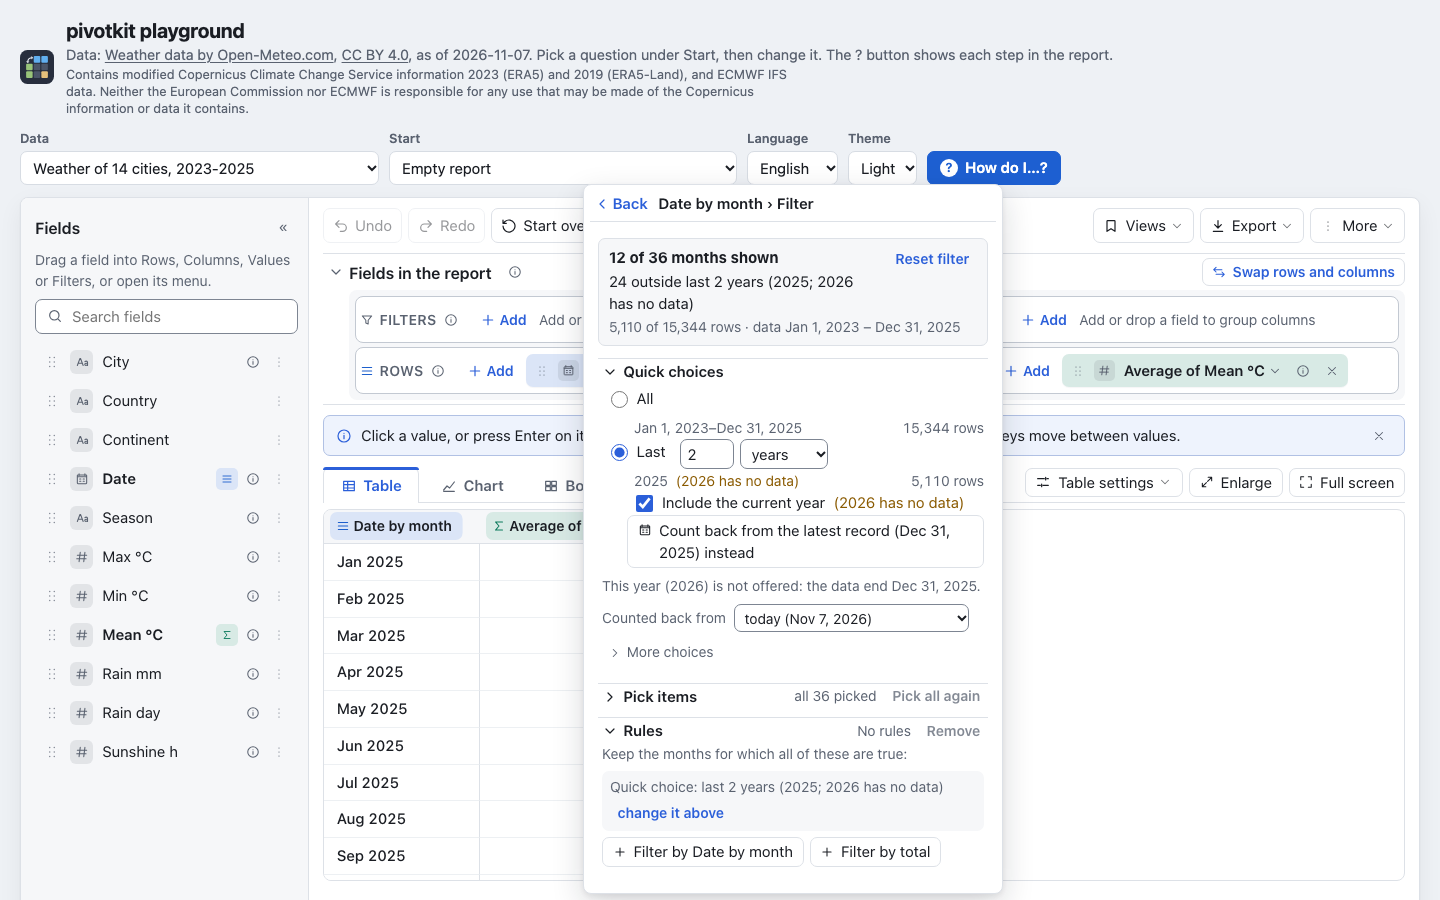 pivotkit playground
Data: Weather data by Open-Meteo.com, CC BY 4.0, as of 2026-11-07. Pick a question under Start, then change it. The ? button shows each step in the report.
Contains modified Copernicus Climate Change Service information 2023 (ERA5) and 2019 (ERA5-Land), and ECMWF IFS
data. Neither the European Commission nor ECMWF is responsible for any use that may be made of the Copernicus
information or data it contains.
Data
Start
Language
Theme
Weather of 14 cities, 2023-2025
Empty report
English
Light
? How do I...?
Fields
«
Drag a field into Rows, Columns, Values
or Filters, or open its menu.
Search fields
Aa City
Aa Country
Aa Continent
Date
Aa Season
# Max °C
# Min °C
# Mean °C Σ
# Rain mm
# Rain day
# Sunshine h
Undo
Redo
Start ove
Views
Export
More
Fields in the report
Swap rows and columns
FILTERS
+ Add
Add or
+ Add
Add or drop a field to group columns
ROWS
+ Add
+ Add
# Average of Mean °C
Click a value, or press Enter on it
eys move between values.
Table
Chart
Bo
Table settings
Enlarge
Full screen
Date by month
Σ Average of
Jan 2025
Feb 2025
Mar 2025
Apr 2025
May 2025
Jun 2025
Jul 2025
Aug 2025
Sep 2025
Back
Date by month › Filter
12 of 36 months shown
Reset filter
24 outside last 2 years (2025; 2026
has no data)
5,110 of 15,344 rows · data Jan 1, 2023 – Dec 31, 2025
Quick choices
All
Jan 1, 2023–Dec 31, 2025
15,344 rows
Last 2 years
2025 (2026 has no data)
5,110 rows
Include the current year (2026 has no data)
Count back from the latest record (Dec 31,
2025) instead
This year (2026) is not offered: the data end Dec 31, 2025.
Counted back from today (Nov 7, 2026)
More choices
Pick items
all 36 picked
Pick all again
Rules
No rules
Remove
Keep the months for which all of these are true:
Quick choice: last 2 years (2025; 2026 has no data)
change it above
+ Filter by Date by month
+ Filter by total